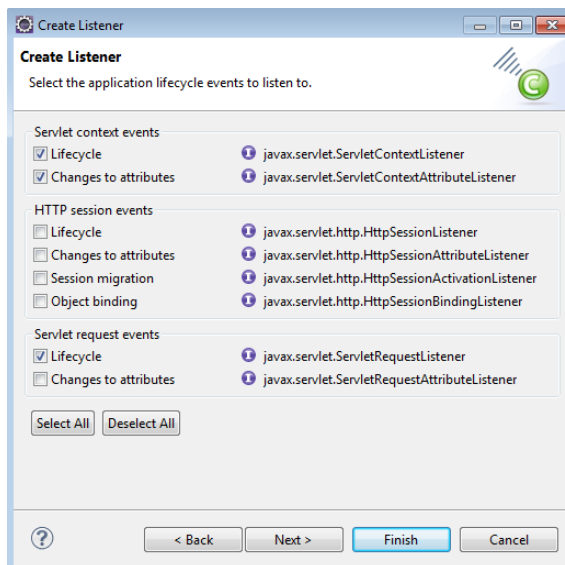 Create Listener
Create Listener
Select the application lifecycle events to listen to.
Servlet context events
Lifecycle javax.servlet.ServletContextListener
Changes to attributes javax.servlet.ServletContextAttributeListener
HTTP session events
Lifecycle javax.servlet.http.HttpSessionListener
Changes to attributes javax.servlet.http.HttpSessionAttributeListener
Session migration javax.servlet.http.HttpSessionActivationListener
Object binding javax.servlet.http.HttpSessionBindingListener
Servlet request events
Lifecycle javax.servlet.ServletRequestListener
Changes to attributes javax.servlet.ServletRequestAttributeListener
Select All Deselect All
< Back Next > Finish Cancel